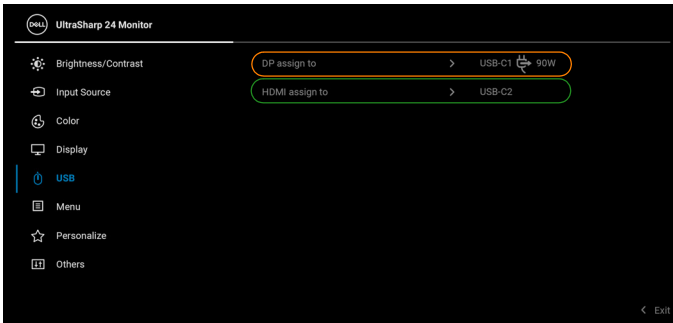 DELL UltraSharp 24 Monitor
Brightness/Contrast
DP assign to > USB-C1 90W
Input Source
HDMI assign to > USB-C2
Color
Display
USB
Menu
Personalize
Others
< Exit